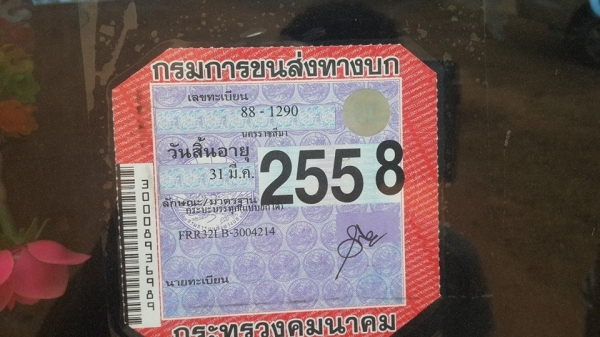 กรมการขนส่งทางบก
เลขทะเบียน
88 - 1290
นครราชสีมา
วันสิ้นอายุ
31 มี.ค.
2558
ลักษณะ/มาตรฐาน
FRR32LB-3004214
นายทะเบียน
กระทรวงคมนาคม
3000893689